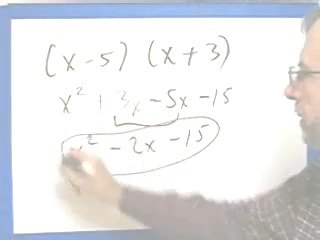 (x-5) (x+3)
x² + 3x - 5x - 15
x² - 2x - 15